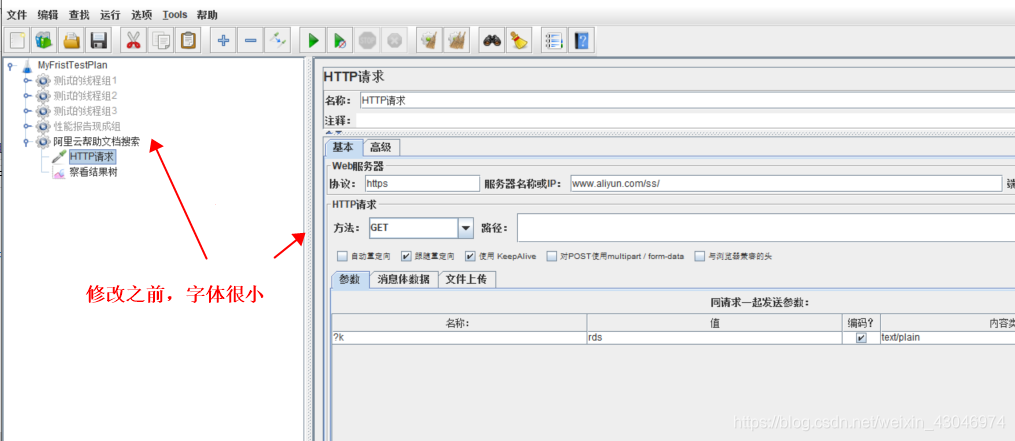 文件 编辑 查找 运行 选项 Tools 帮助
MyFristTestPlan
测试的线程组1
测试的线程组2
测试的线程组3
性能报告现成组
阿里云帮助文档搜索
HTTP请求
察看结果树
修改之前，字体很小
HTTP请求
名称： HTTP请求
注释：
基本 高级
Web服务器
协议： https 服务器名称或IP： www.aliyun.com/ss/ 端
HTTP请求
方法： GET 路径：
自动重定向 跟随重定向 使用 KeepAlive 对POST使用multipart / form-data 与浏览器兼容的头
参数 消息体数据 文件上传
同请求一起发送参数：
名称: 值 编码? 内容类
?k rds text/plain
https://blog.csdn.net/weixin_43046974